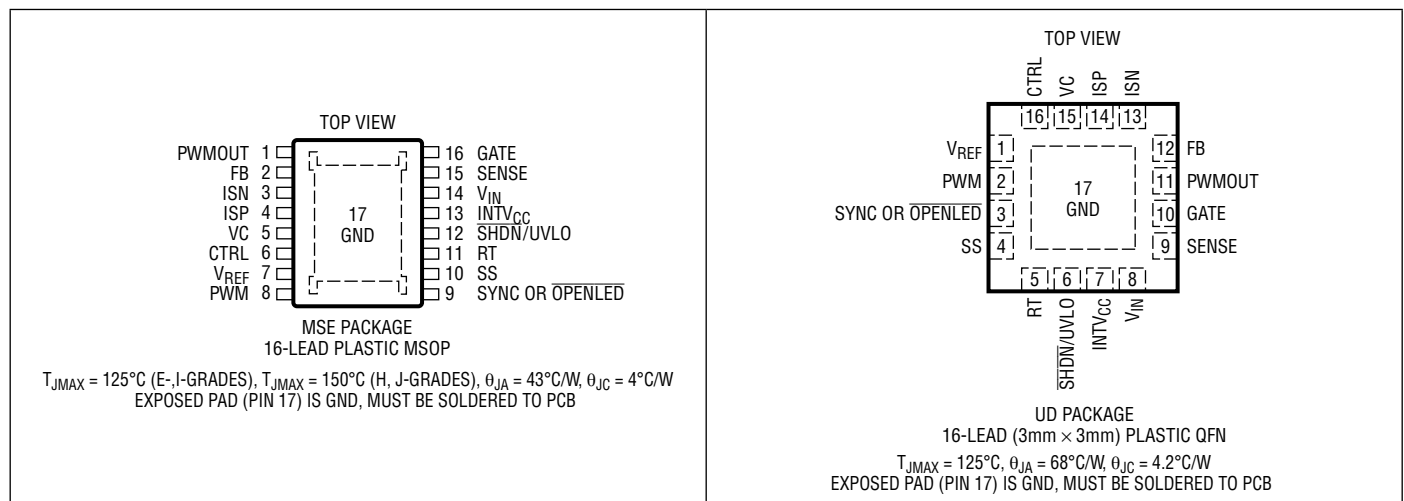 TOP VIEW
PWMOUT 1
FB 2
ISN 3
ISP 4
VC 5
CTRL 6
VREF 7
PWM 8
17
GND
16 GATE
15 SENSE
14 VIN
13 INTVCC
12 SHDN/UVLO
11 RT
10 SS
9 SYNC OR OPENLED
MSE PACKAGE
16-LEAD PLASTIC MSOP
TJMAX = 125°C (E-,I-GRADES), TJMAX = 150°C (H, J-GRADES), θJA = 43°C/W, θJC = 4°C/W
EXPOSED PAD (PIN 17) IS GND, MUST BE SOLDERED TO PCB
TOP VIEW
CTRL
VC
ISP
ISN
16 15 14 13
VREF 1
PWM 2
SYNC OR OPENLED 3
SS 4
17
GND
12 FB
11 PWMOUT
10 GATE
9 SENSE
5 6 7 8
RT
SHDN/UVLO
INTVCC
VIN
UD PACKAGE
16-LEAD (3mm × 3mm) PLASTIC QFN
TJMAX = 125°C, θJA = 68°C/W, θJC = 4.2°C/W
EXPOSED PAD (PIN 17) IS GND, MUST BE SOLDERED TO PCB